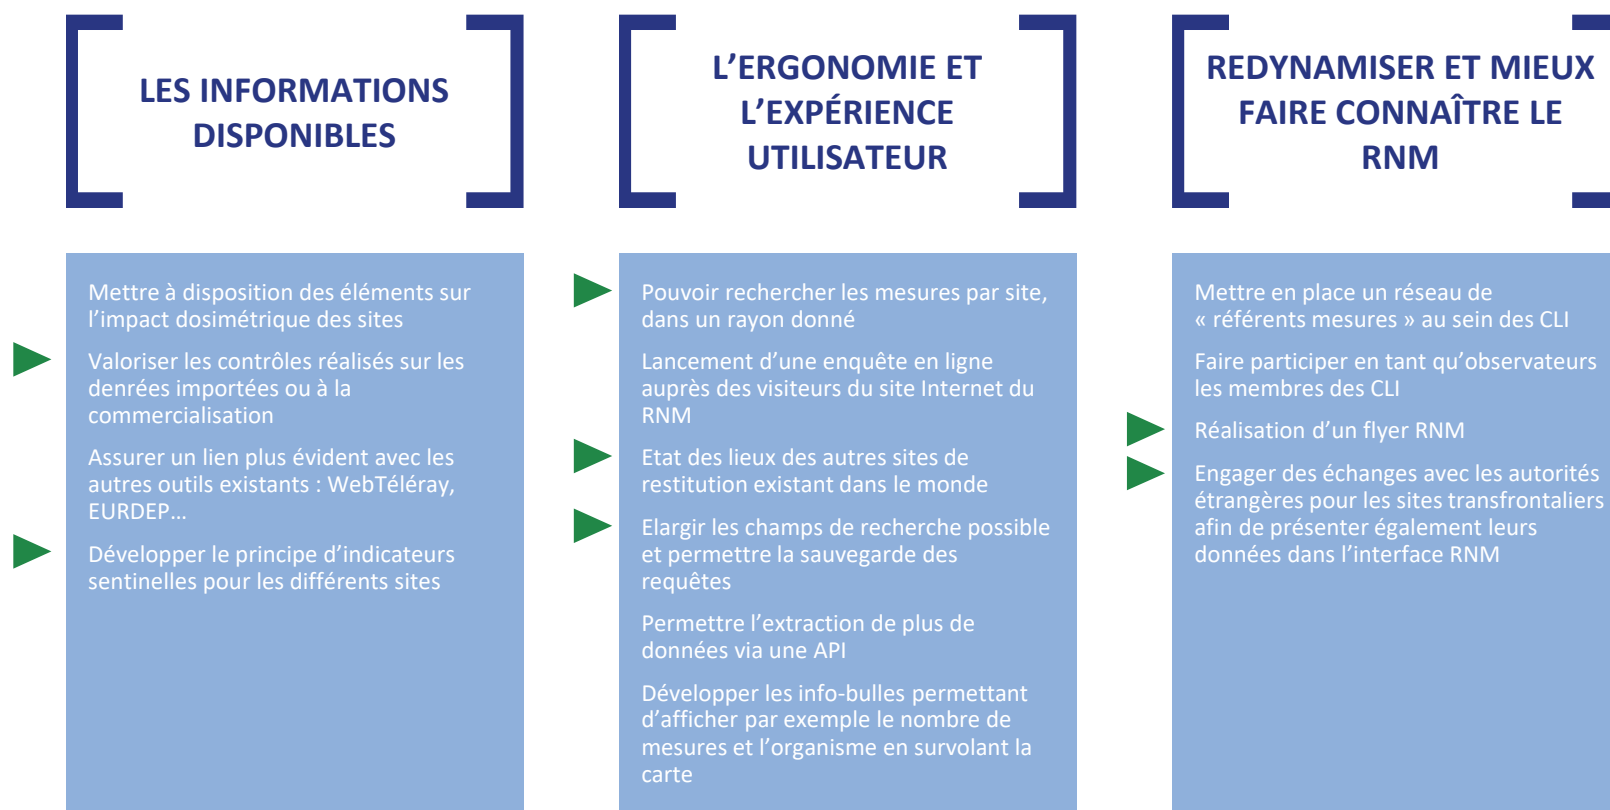 LES INFORMATIONS
DISPONIBLES
Mettre à disposition des éléments sur
l’impact dosimétrique des sites
Valoriser les contrôles réalisés sur les
denrées importées ou à la
commercialisation
Assurer un lien plus évident avec les
autres outils existants : WebTéléray,
EURDEP…
Développer le principe d’indicateurs
sentinelles pour les différents sites
L’ERGONOMIE ET
L’EXPÉRIENCE
UTILISATEUR
Pouvoir rechercher les mesures par site,
dans un rayon donné
Lancement d’une enquête en ligne
auprès des visiteurs du site Internet du
RNM
Etat des lieux des autres sites de
restitution existant dans le monde
Elargir les champs de recherche possible
et permettre la sauvegarde des
requêtes
Permettre l’extraction de plus de
données via une API
Développer les info-bulles permettant
d’afficher par exemple le nombre de
mesures et l’organisme en survolant la
carte
REDYNAMISER ET MIEUX
FAIRE CONNAÎTRE LE
RNM
Mettre en place un réseau de
« référents mesures » au sein des CLI
Faire participer en tant qu’observateurs
les membres des CLI
Réalisation d’un flyer RNM
Engager des échanges avec les autorités
étrangères pour les sites transfrontaliers
afin de présenter également leurs
données dans l’interface RNM